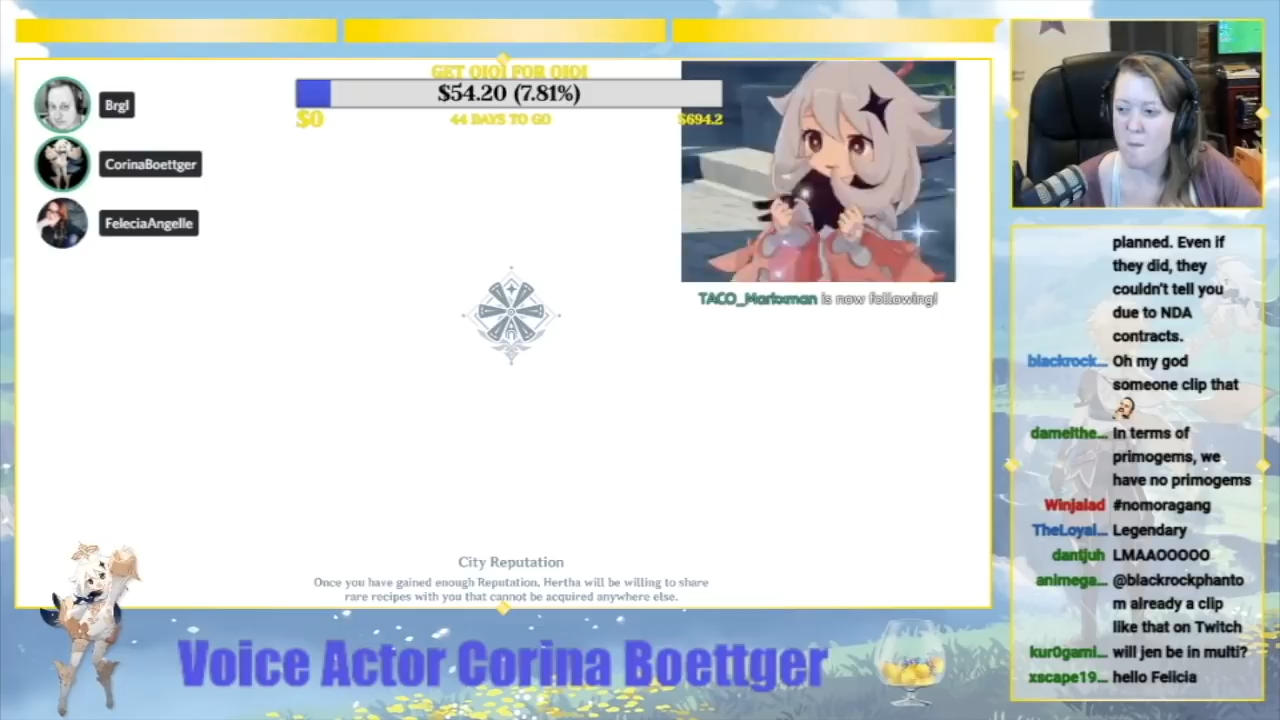 GET QIQI FOR QIQI
$54.20 (7.81%)
$0
44 DAYS TO GO
$694.2
Brgl
CorinaBoettger
FeleciaAngelle
TACO_Markman is now following!
City Reputation
Once you have gained enough Reputation, Hertha will be willing to share
rare recipes with you that cannot be acquired anywhere else.
Voice Actor Corina Boettger
planned. Even if
they did, they
couldn't tell you
due to NDA
contracts.
blackrock... Oh my god
someone clip that
dameithe... In terms of
primogems, we
have no primogems
Winjalad #nomoragang
TheLoyal... Legendary
dantjuh LMAAOOOOO
animega... @blackrockphanto
m already a clip
like that on Twitch
kur0gami... will jen be in multi?
xscape19... hello Felicia